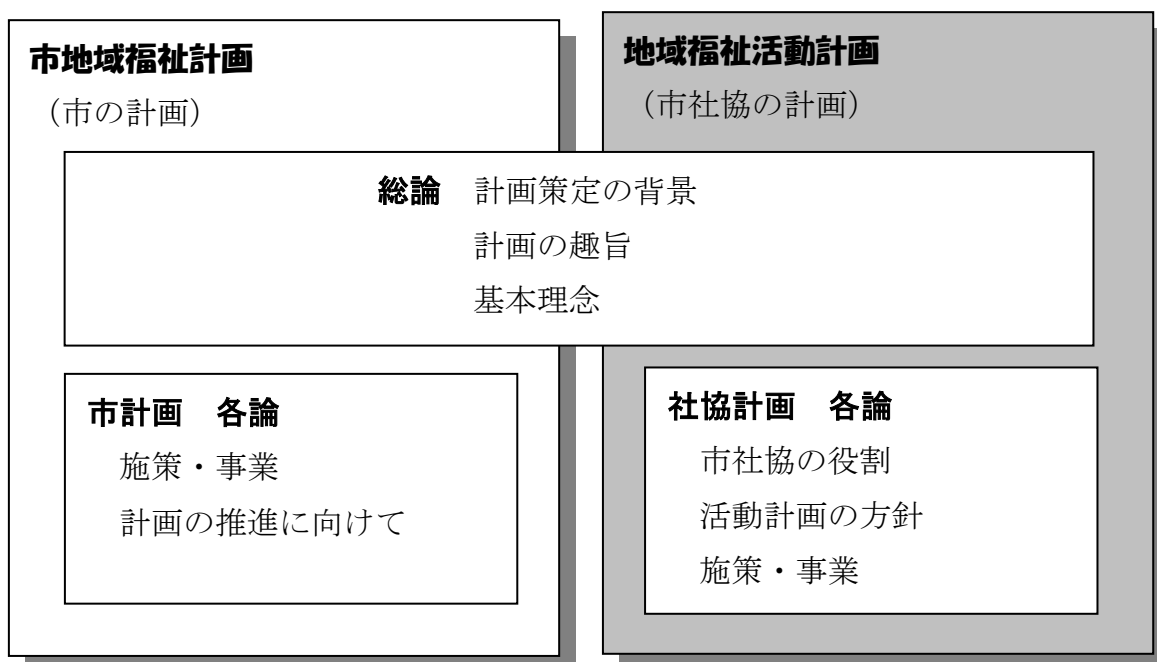 市地域福祉計画
（市の計画）
地域福祉活動計画
（市社協の計画）
総論　計画策定の背景
計画の趣旨
基本理念
市計画　各論
施策・事業
計画の推進に向けて
社協計画　各論
市社協の役割
活動計画の方針
施策・事業